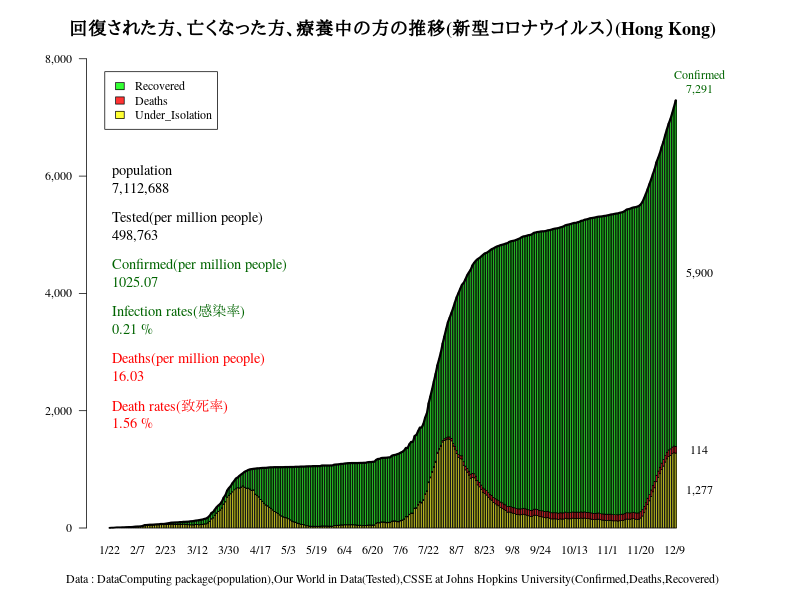 回復された方、亡くなった方、療養中の方の推移(新型コロナウイルス）(Hong Kong)
8,000
6,000
4,000
2,000
0
Recovered
Deaths
Under_Isolation
population
7,112,688
Tested(per million people)
498,763
Confirmed(per million people)
1025.07
Infection rates(感染率)
0.21 %
Deaths(per million people)
16.03
Death rates(致死率)
1.56 %
Confirmed
7,291
5,900
114
1,277
1/22 2/7 2/23 3/12 3/30 4/17 5/3 5/19 6/4 6/20 7/6 7/22 8/7 8/23 9/8 9/24 10/13 11/1 11/20 12/9
Data : DataComputing package(population),Our World in Data(Tested),CSSE at Johns Hopkins University(Confirmed,Deaths,Recovered)